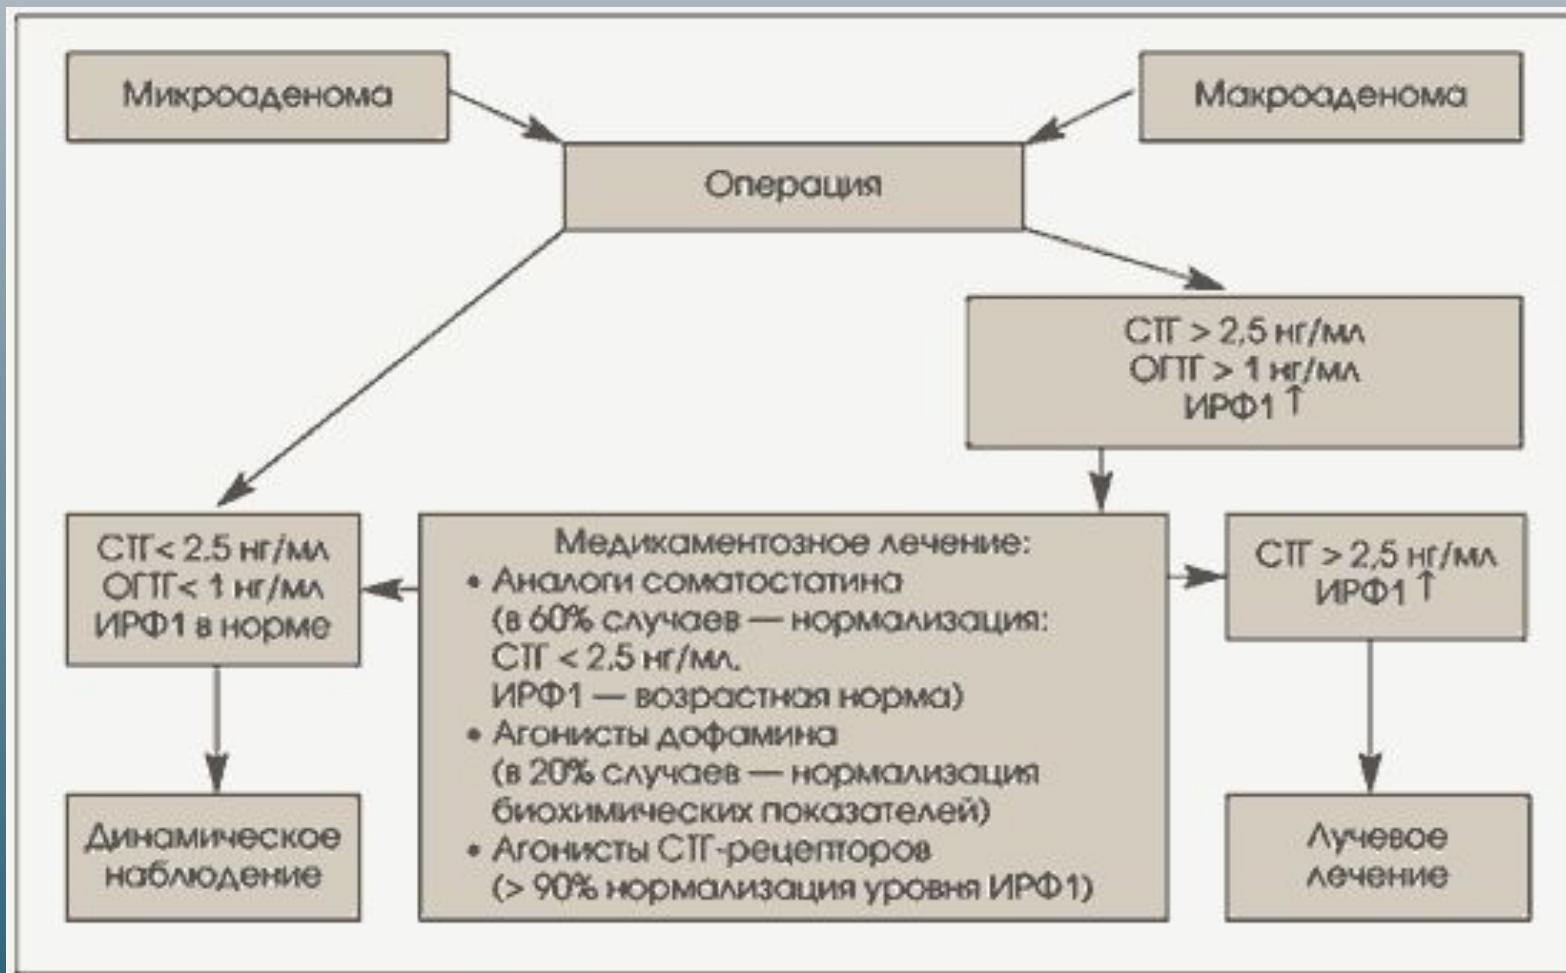 Микроаденома
Макроаденома
Операция
СТГ > 2,5 нг/мл
ОГТГ > 1 нг/мл
ИРФ1 ↑
СТГ < 2.5 нг/мл
ОГТГ < 1 нг/мл
ИРФ1 в норме
Медикаментозное лечение:
• Аналоги соматостатина
(в 60% случаев — нормализация:
СТГ < 2.5 нг/мл.
ИРФ1 — возрастная норма)
• Агонисты дофамина
(в 20% случаев — нормализация
биохимических показателей)
• Агонисты СТГ-рецепторов
(> 90% нормализация уровня ИРФ1)
СТГ > 2,5 нг/мл
ИРФ1 ↑
Динамическое
наблюдение
Лучевое
лечение